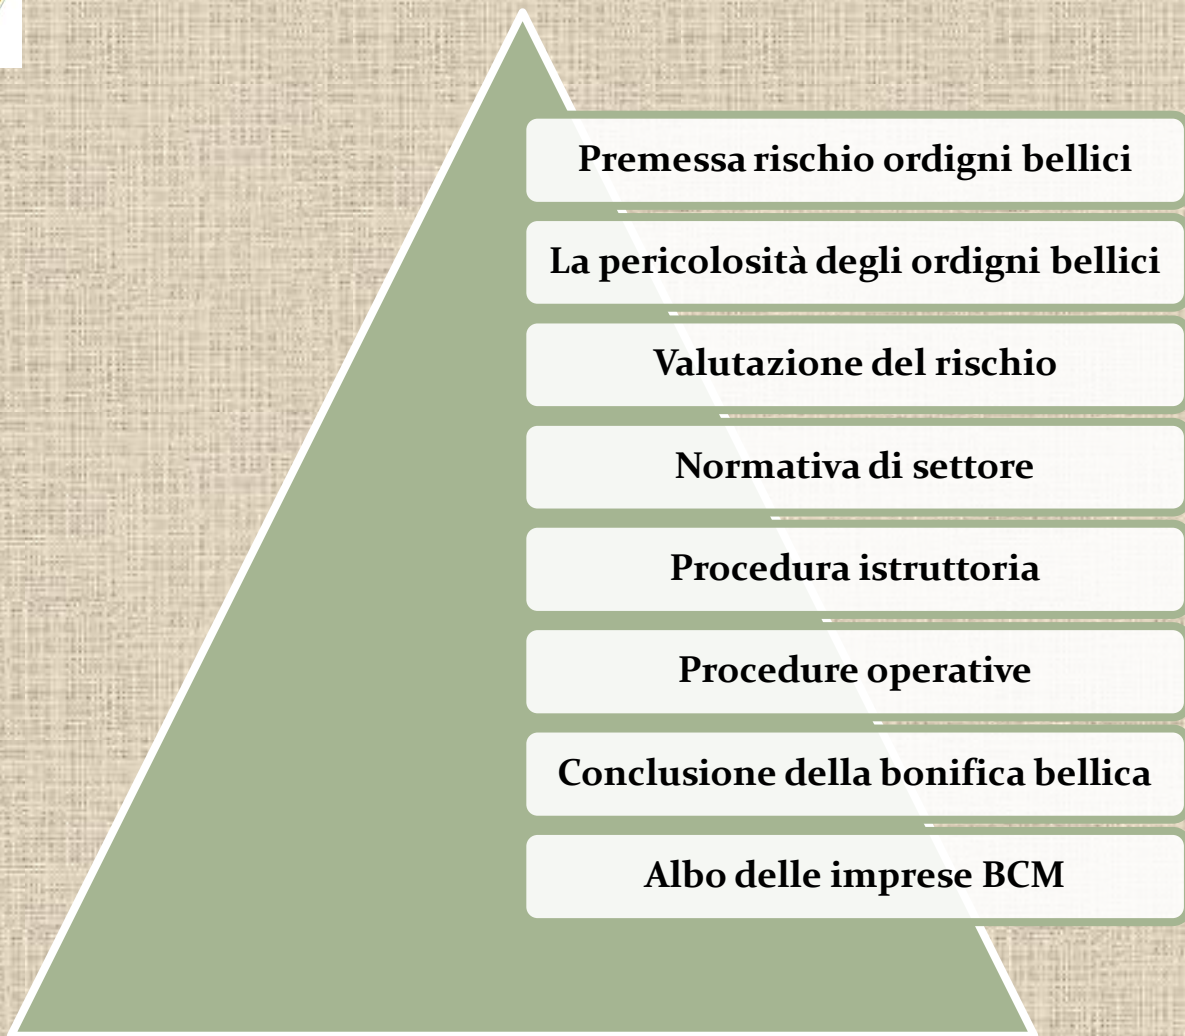 Premessa rischio ordigni bellici
La pericolosità degli ordigni bellici
Valutazione del rischio
Normativa di settore
Procedura istruttoria
Procedure operative
Conclusione della bonifica bellica
Albo delle imprese BCM